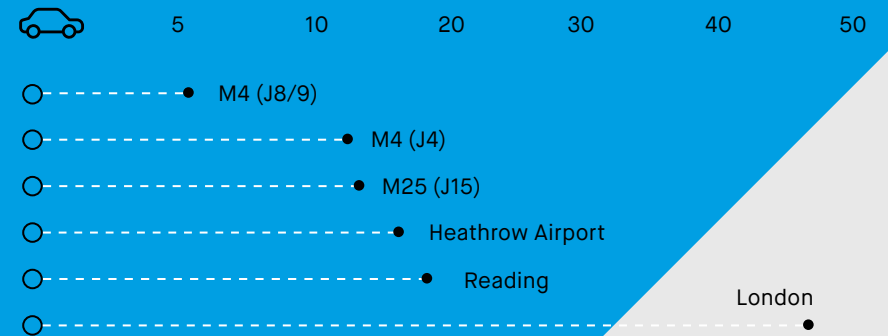 5 10 20 30 40 50
M4 (J8/9)
M4 (J4)
M25 (J15)
Heathrow Airport
Reading
London